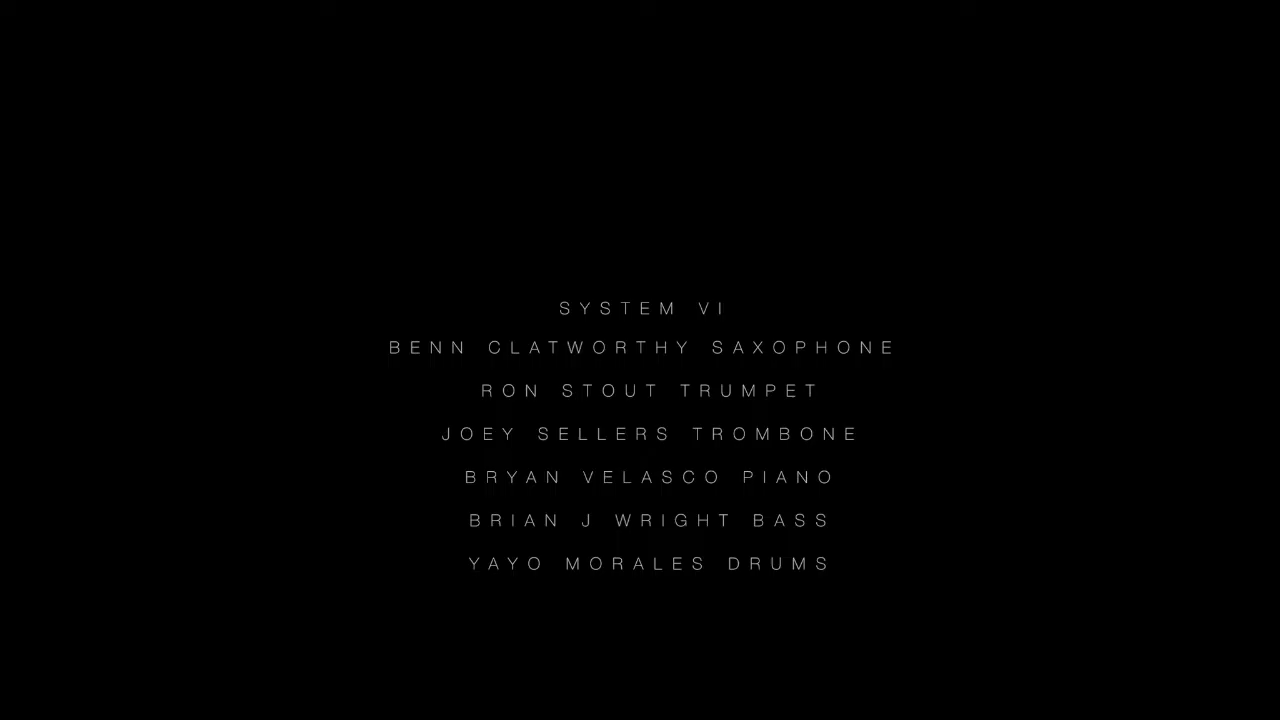 SYSTEM VI
BENN CLATWORTHY SAXOPHONE
RON STOUT TRUMPET
JOEY SELLERS TROMBONE
BRYAN VELASCO PIANO
BRIAN J WRIGHT BASS
YAYO MORALES DRUMS